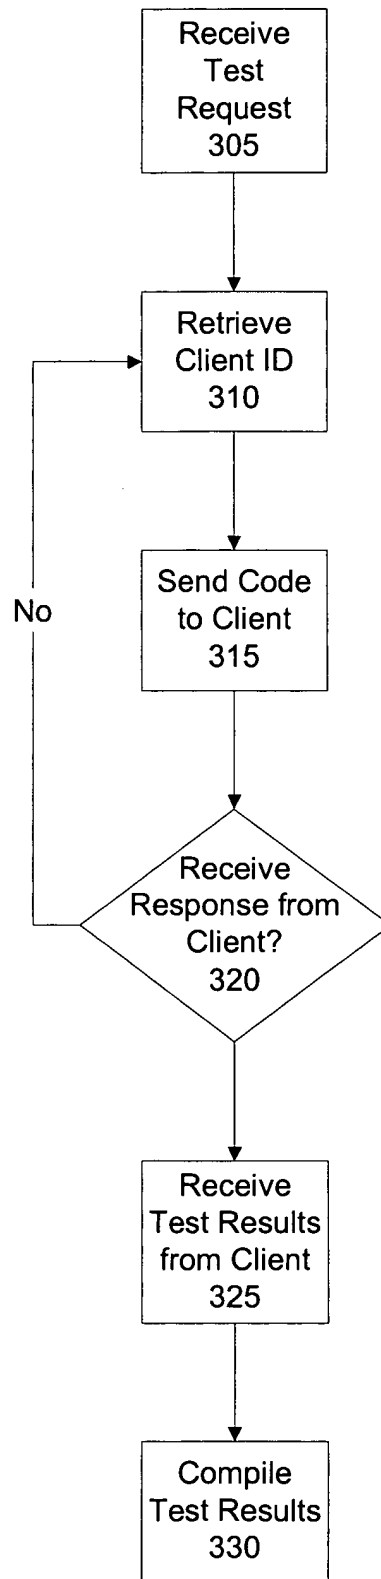 Receive
Test
Request
305
Retrieve
Client ID
310
Send Code
to Client
315
No
Receive
Response from
Client?
320
Receive
Test Results
from Client
325
Compile
Test Results
330